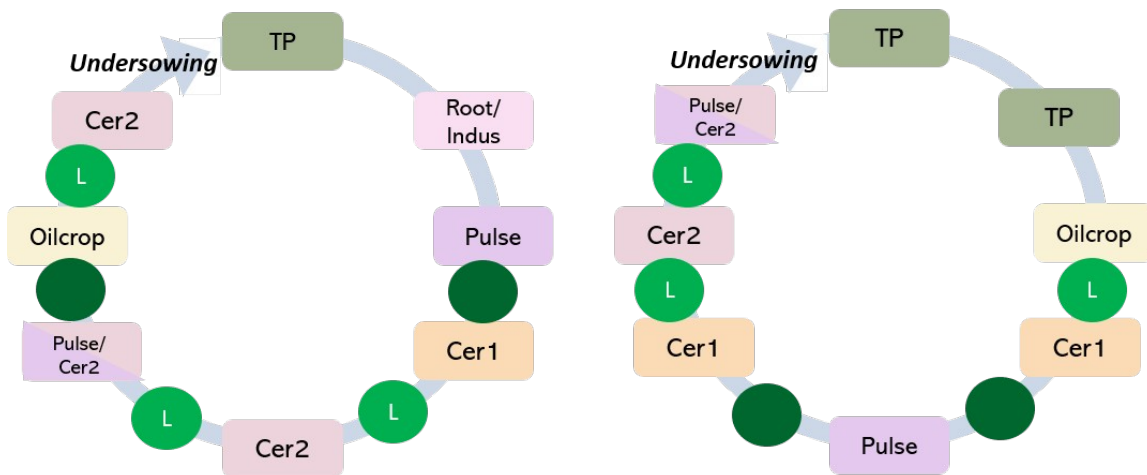 TP
Undersowing
Cer2
Root/
Indus
L
Oilcrop
Pulse
Pulse/
Cer2
Cer1
L
L
Cer2
TP
Undersowing
Pulse/
Cer2
TP
L
Cer2
Oilcrop
L
L
Cer1
Cer1
Pulse